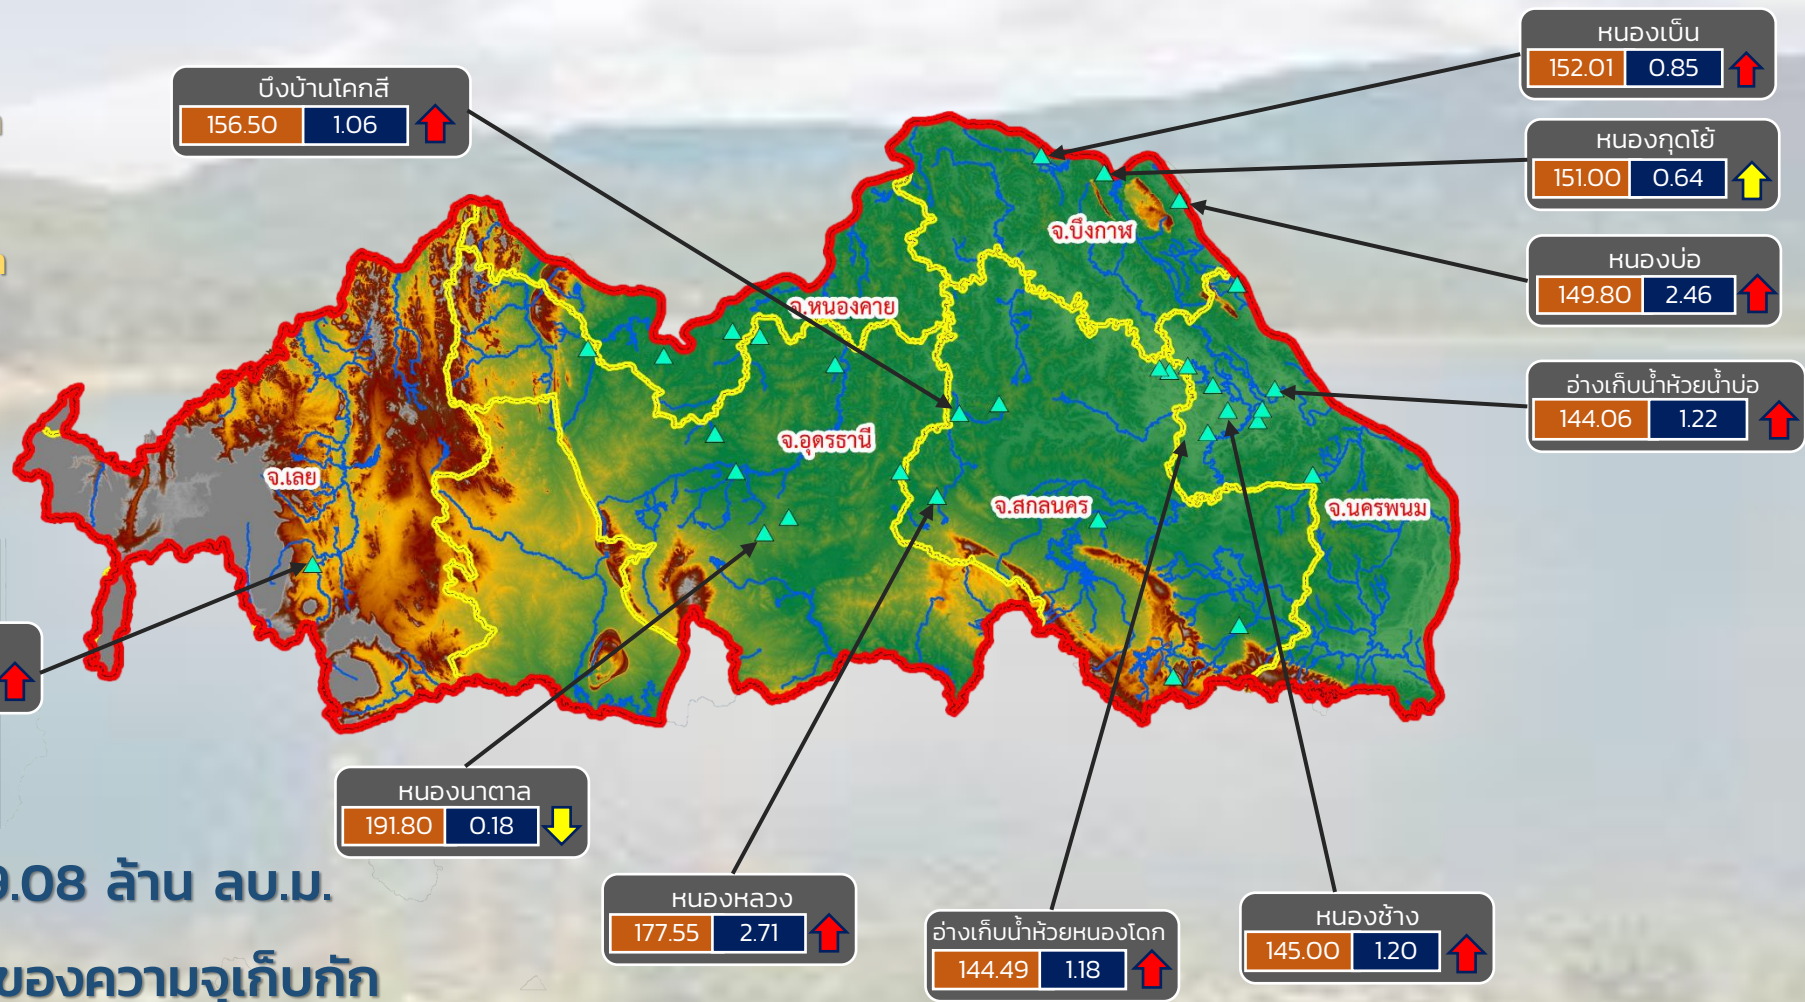 หนองเบ็น
152.01 0.85
บึงบ้านโคกสี
156.50 1.06
หนองกุดโย้
151.00 0.64
จ.บึงกาฬ
หนองบ่อ
149.80 2.46
จ.หนองคาย
อ่างเก็บน้ำห้วยน้ำบ่อ
144.06 1.22
จ.อุดรธานี
จ.เลย
จ.สกลนคร
จ.นครพนม
หนองนาตาล
191.80 0.18
9.08 ล้าน ลบ.ม.
หนองหลวง
177.55 2.71
อ่างเก็บน้ำห้วยหนองโดก
144.49 1.18
หนองช้าง
145.00 1.20
ของความจุเก็บกัก